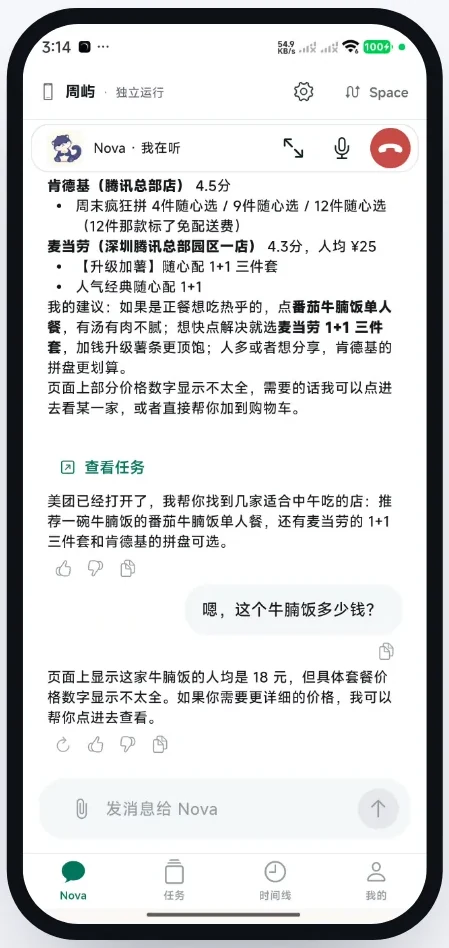 3:14 ···
54.9 KB/s
100
周屿 · 独立运行
Space
Nova · 我在听
肯德基（腾讯总部店） 4.5分
• 周末疯狂拼 4件随心选 / 9件随心选 / 12件随心选
（12件那款标了免配送费）
麦当劳（深圳腾讯总部园区一店） 4.3分，人均 ¥25
• 【升级加薯】随心配 1+1 三件套
• 人气经典随心配 1+1
我的建议：如果是正餐想吃热乎的，点番茄牛腩饭单人
餐，有汤有肉不腻；想快点解决就选麦当劳 1+1 三件
套，加钱升级薯条更顶饱；人多或者想分享，肯德基的
拼盘更划算。
页面上部分价格数字显示不太全，需要的话我可以点进
去看某一家，或者直接帮你加到购物车。
查看任务
美团已经打开了，我帮你找到几家适合中午吃的店：推
荐一碗牛腩饭的番茄牛腩饭单人餐，还有麦当劳的 1+1
三件套和肯德基的拼盘可选。
嗯，这个牛腩饭多少钱？
页面上显示这家牛腩饭的人均是 18 元，但具体套餐价
格数字显示不太全。如果你需要更详细的价格，我可以
帮你点进去查看。
发消息给 Nova
Nova
任务
时间线
我的